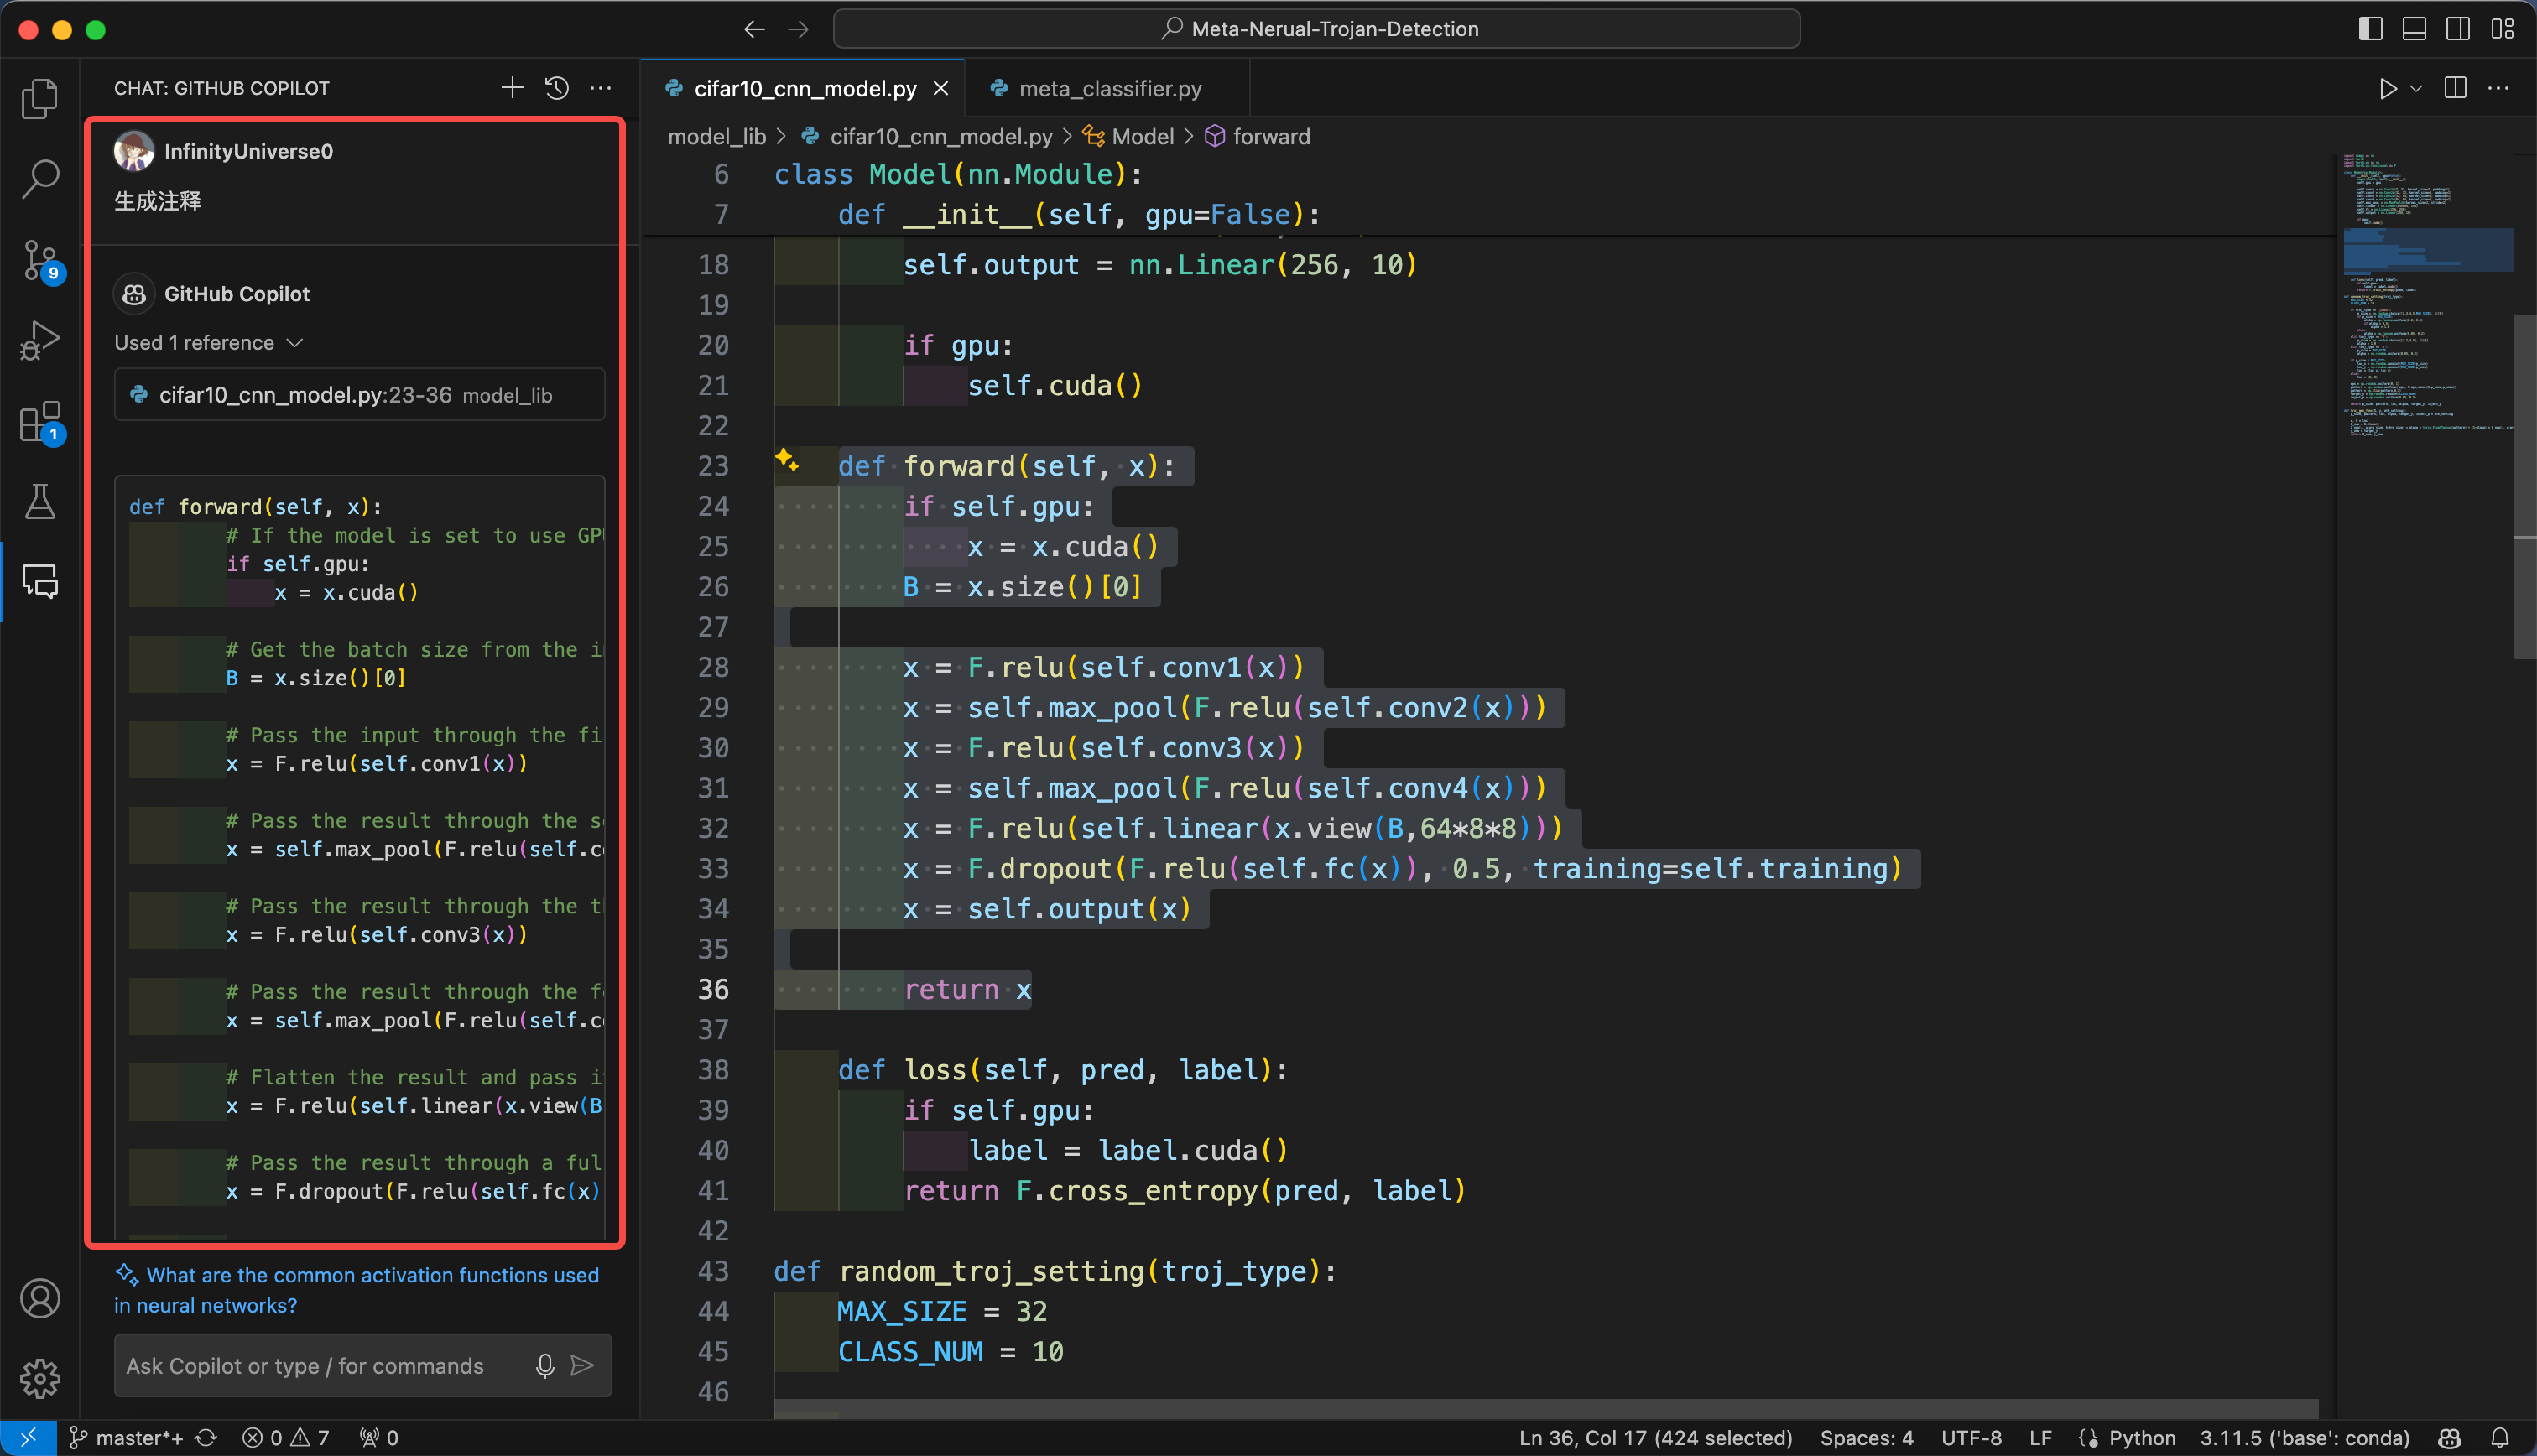 Meta-Nerual-Trojan-Detection
CHAT: GITHUB COPILOT
InfinityUniverse0
生成注释
GitHub Copilot
Used 1 reference
cifar10_cnn_model.py:23-36 model_lib
def forward(self, x):
# If the model is set to use GP
if self.gpu:
x = x.cuda()
# Get the batch size from the i
B = x.size()[0]
# Pass the input through the fi
x = F.relu(self.conv1(x))
# Pass the result through the s
x = self.max_pool(F.relu(self.c
# Pass the result through the t
x = F.relu(self.conv3(x))
# Pass the result through the f
x = self.max_pool(F.relu(self.c
# Flatten the result and pass i
x = F.relu(self.linear(x.view(B
# Pass the result through a ful
x = F.dropout(F.relu(self.fc(x)
What are the common activation functions used
in neural networks?
Ask Copilot or type / for commands
9
1
cifar10_cnn_model.py
meta_classifier.py
model_lib > cifar10_cnn_model.py > Model > forward
6 class Model(nn.Module):
7 def __init__(self, gpu=False):
18 self.output = nn.Linear(256, 10)
19
20 if gpu:
21 self.cuda()
22
23 def forward(self, x):
24 if self.gpu:
25 x = x.cuda()
26 B = x.size()[0]
27
28 x = F.relu(self.conv1(x))
29 x = self.max_pool(F.relu(self.conv2(x)))
30 x = F.relu(self.conv3(x))
31 x = self.max_pool(F.relu(self.conv4(x)))
32 x = F.relu(self.linear(x.view(B,64*8*8)))
33 x = F.dropout(F.relu(self.fc(x)), 0.5, training=self.training)
34 x = self.output(x)
35
36 return x
37
38 def loss(self, pred, label):
39 if self.gpu:
40 label = label.cuda()
41 return F.cross_entropy(pred, label)
42
43 def random_troj_setting(troj_type):
44 MAX_SIZE = 32
45 CLASS_NUM = 10
46
master*+ 0 7 0 Ln 36, Col 17 (424 selected) Spaces: 4 UTF-8 LF Python 3.11.5 ('base': conda)